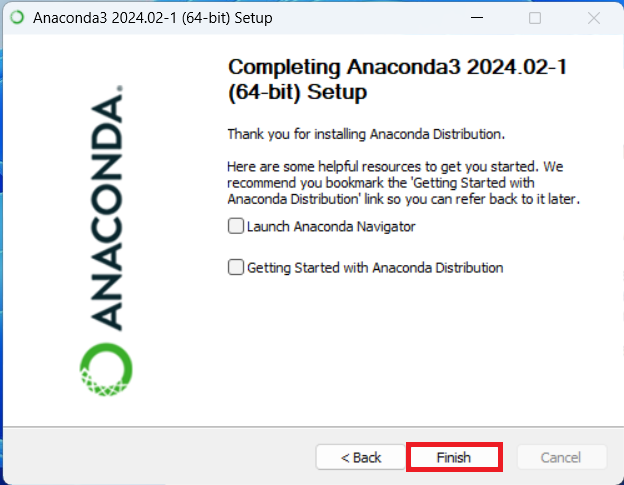 Anaconda3 2024.02-1 (64-bit) Setup
Completing Anaconda3 2024.02-1
(64-bit) Setup
Thank you for installing Anaconda Distribution.
Here are some helpful resources to get you started. We
recommend you bookmark the 'Getting Started with
Anaconda Distribution' link so you can refer back to it later.
Launch Anaconda Navigator
Getting Started with Anaconda Distribution
ANACONDA.
< Back
Finish
Cancel